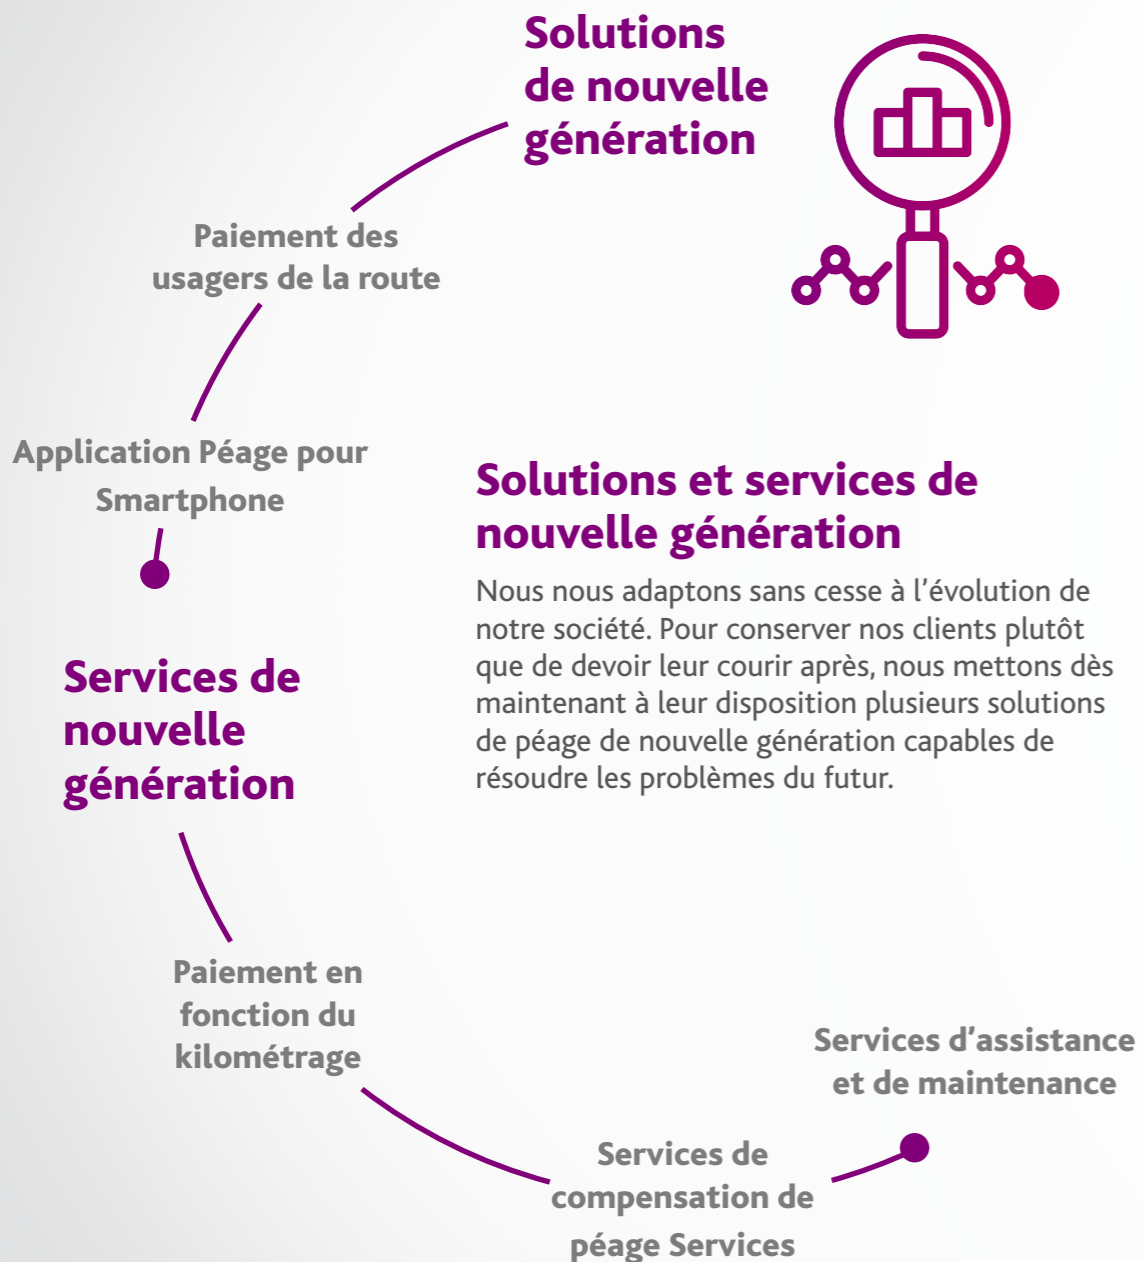 Solutions
de nouvelle
génération
Paiement des
usagers de la route
Application Péage pour
Smartphone
Solutions et services de
nouvelle génération
Nous nous adaptons sans cesse à l’évolution de
notre société. Pour conserver nos clients plutôt
que de devoir leur courir après, nous mettons dès
maintenant à leur disposition plusieurs solutions
de péage de nouvelle génération capables de
résoudre les problèmes du futur.
Services de
nouvelle
génération
Paiement en
fonction du
kilométrage
Services de
compensation de
péage Services
Services d’assistance
et de maintenance